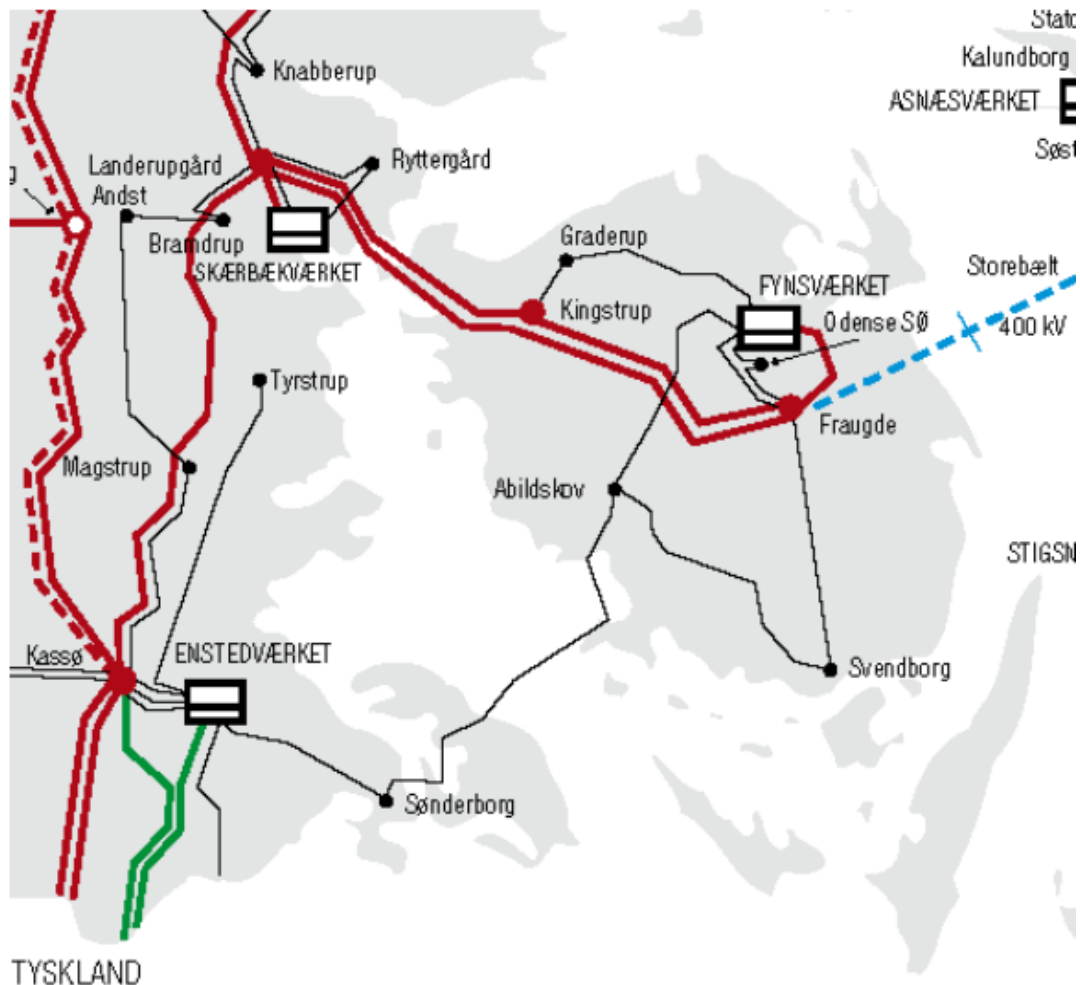 Knabberup
Kalundborg
ASNÆSVÆRKET
Landerupgård
Ryttergård
Andst
Bramdrup
SKÆRBÆKVÆRKET
Graderup
Storebælt
FYNSVÆRKET
Kingstrup
Odense SØ
400 kV
Tyrstrup
Fraugde
Magstrup
Abildskov
Kassø
ENSTEDVÆRKET
Svendborg
Sønderborg
TYSKLAND